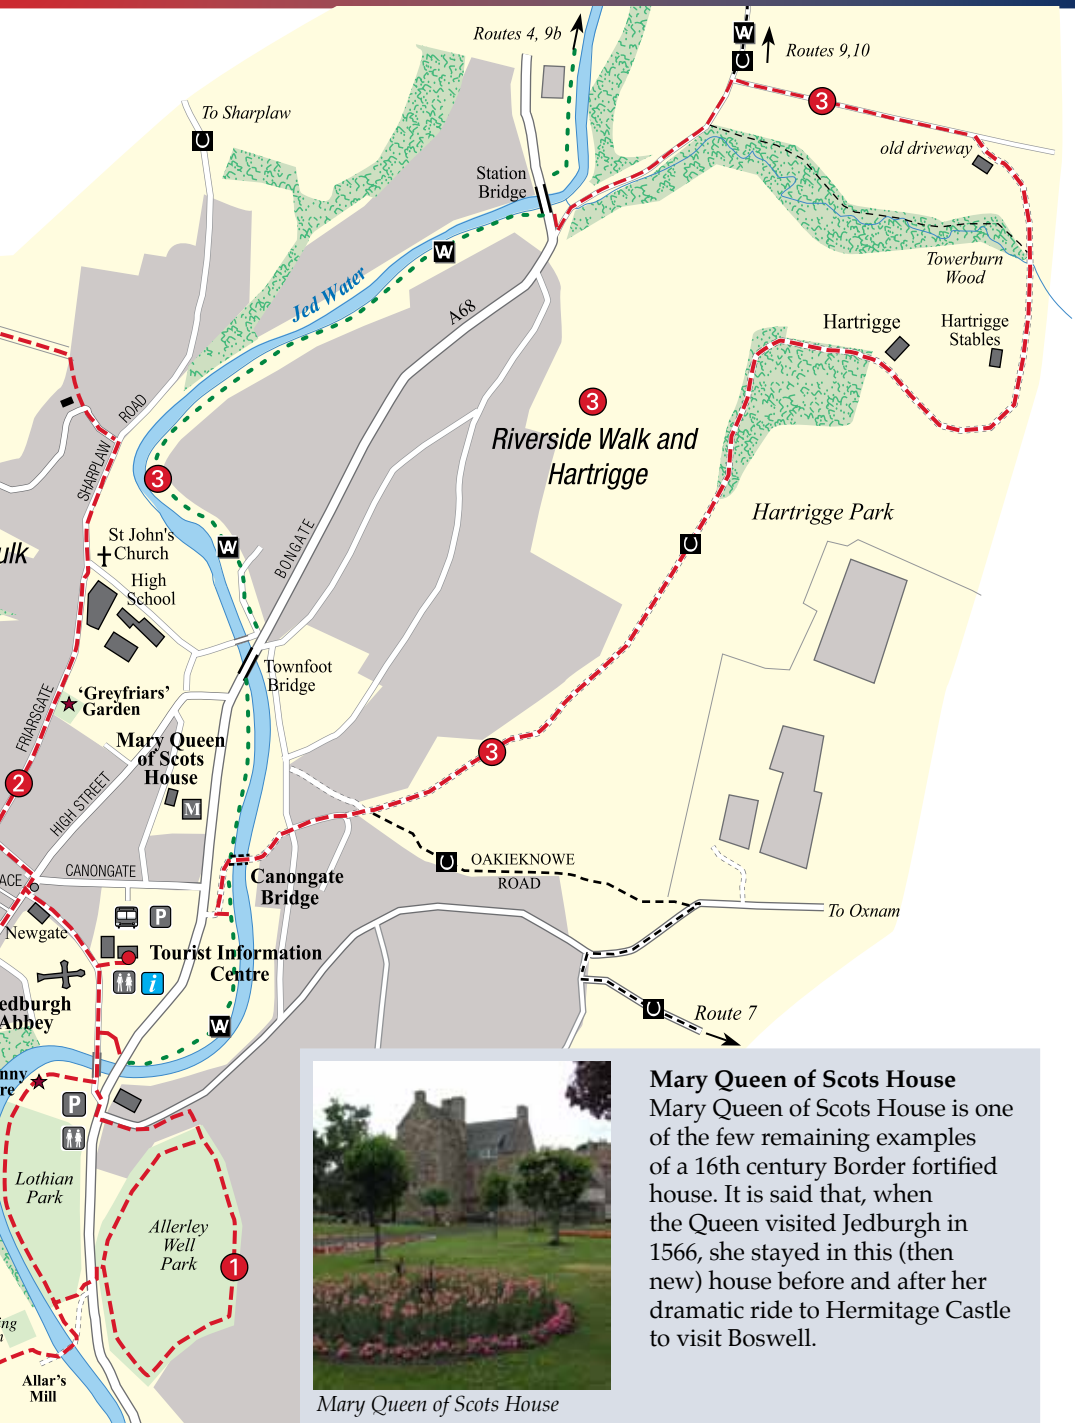 Routes 4, 9b
W
Routes 9,10
3
To Sharplaw
old driveway
Station
Bridge
W
Towerburn
Wood
Jed Water
A68
Hartrigge
Hartrigge
Stables
ROAD
SHARPLAW
3
Riverside Walk and
Hartrigge
3
Hartrigge Park
St John's
Church
W
BONGATE
ulk
High
School
Townfoot
Bridge
'Greyfriars'
Garden
FRIARSGATE
Mary Queen
of Scots
House
3
2
HIGH STREET
M
OAKIEKNOWE
ROAD
ACE
CANONGATE
Canongate
Bridge
To Oxnam
P
Newgate
Tourist Information
Centre
i
edburgh
Abbey
W
Route 7
nny
re
P
Lothian
Park
Allerley
Well
Park
1
ing
n
Allar's
Mill
Mary Queen of Scots House
Mary Queen of Scots House is one
of the few remaining examples
of a 16th century Border fortified
house. It is said that, when
the Queen visited Jedburgh in
1566, she stayed in this (then
new) house before and after her
dramatic ride to Hermitage Castle
to visit Boswell.
Mary Queen of Scots House